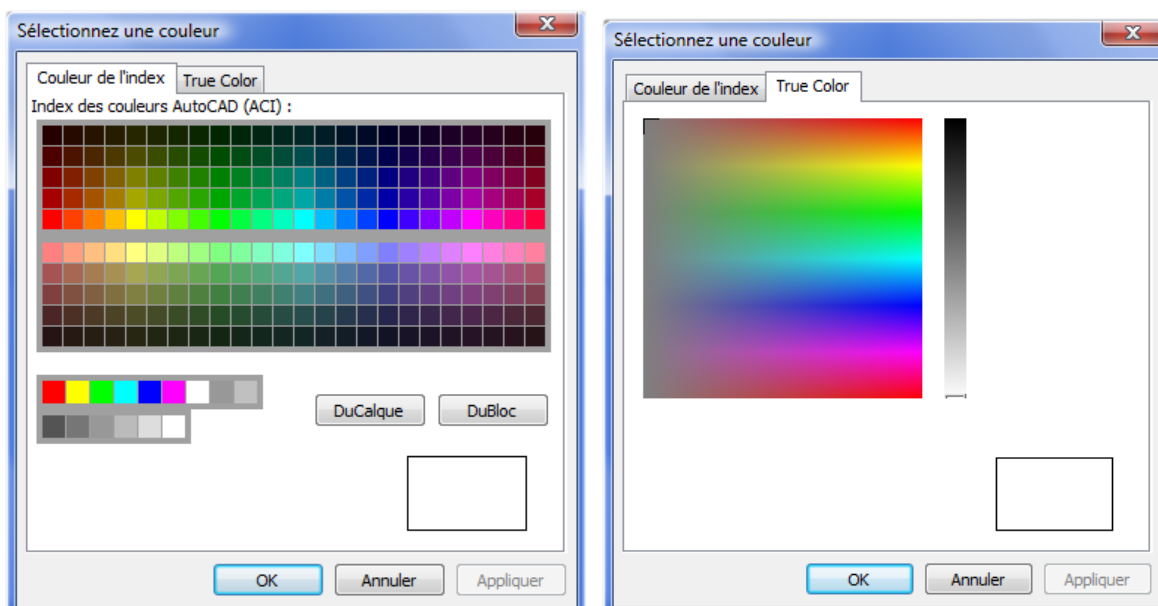 Sélectionnez une couleur
Couleur de l'index True Color
Index des couleurs AutoCAD (ACI) :
DuCalque DuBloc
OK Annuler Appliquer
Sélectionnez une couleur
Couleur de l'index True Color
OK Annuler Appliquer